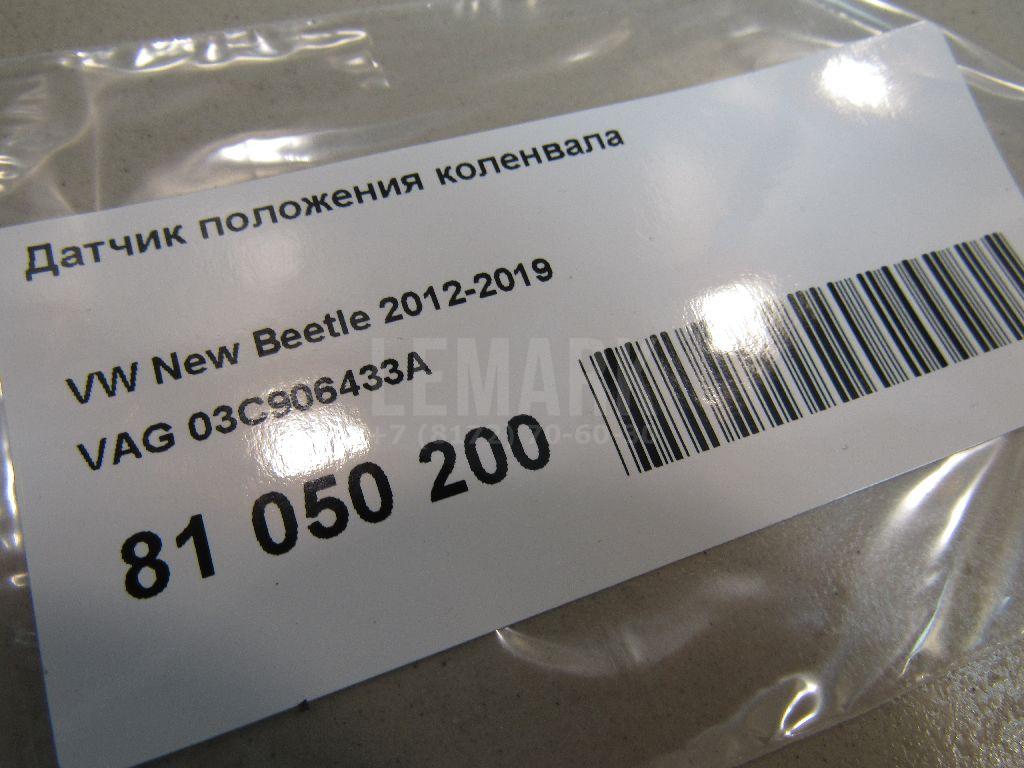 Датчик положения коленвала
VW New Beetle 2012-2019
VAG 03C906433A
81 050 200